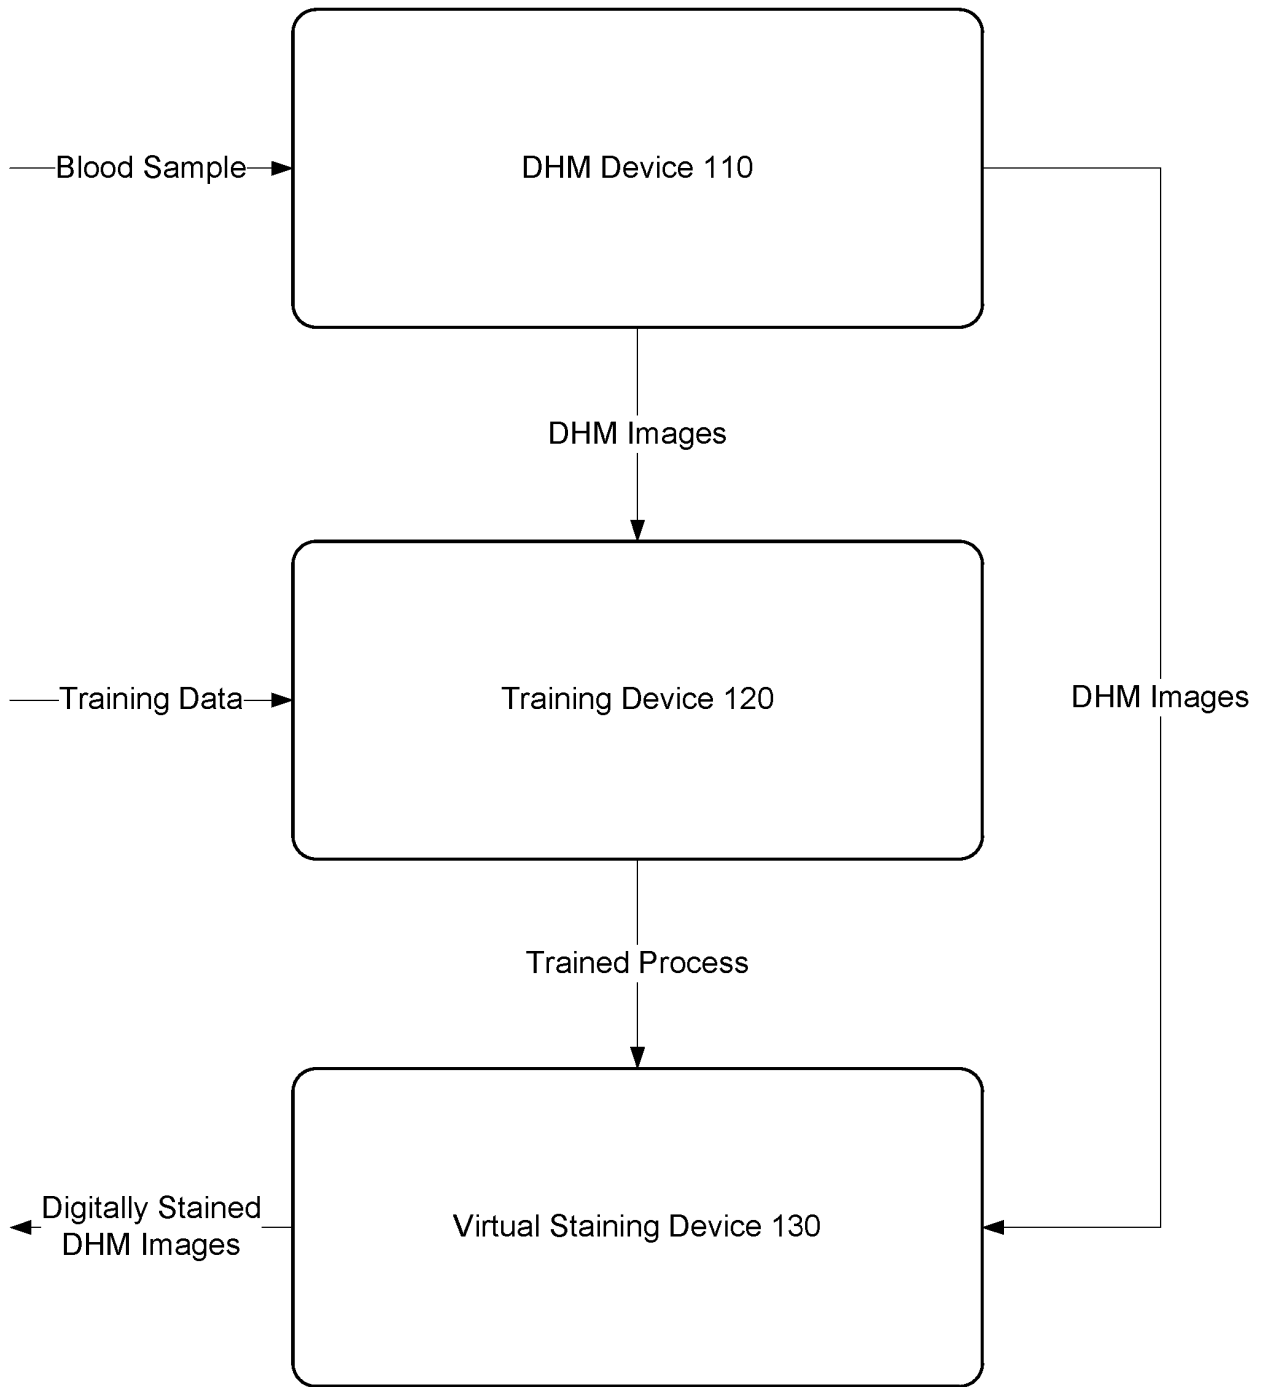 Blood Sample
DHM Device 110
DHM Images
Training Data
Training Device 120
DHM Images
Trained Process
Digitally Stained
DHM Images
Virtual Staining Device 130